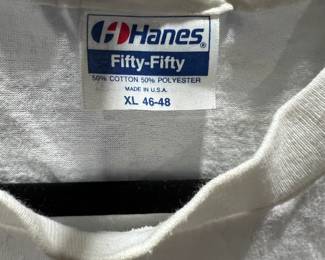 Hanes®
Fifty-Fifty
50% COTTON 50% POLYESTER
MADE IN U.S.A.
XL 46-48